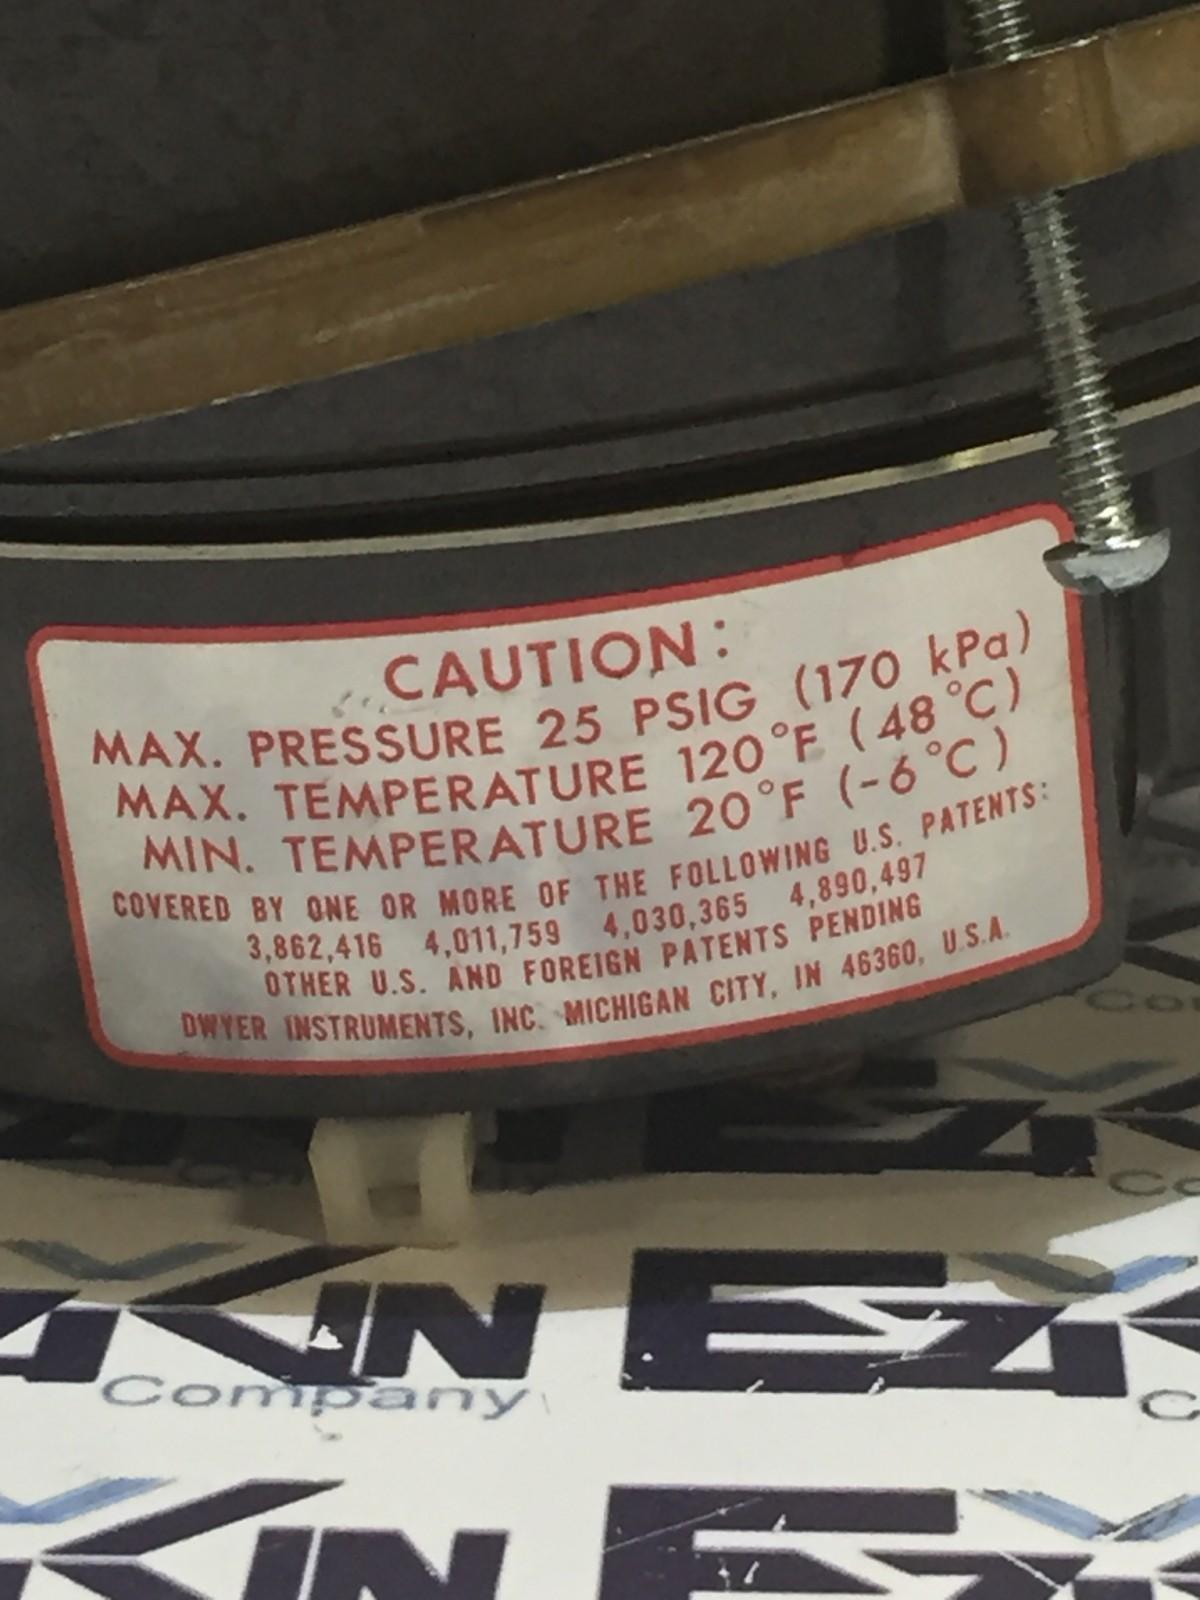 CAUTION:
MAX. PRESSURE 25 PSIG (170 kPa)
MAX. TEMPERATURE 120°F (48°C)
MIN. TEMPERATURE 20°F (-6°C)
COVERED BY ONE OR MORE OF THE FOLLOWING U.S. PATENTS:
3,862,416 4,011,759 4,030,365 4,890,497
OTHER U.S. AND FOREIGN PATENTS PENDING
DWYER INSTRUMENTS, INC. MICHIGAN CITY, IN 46360, U.S.A.
Company